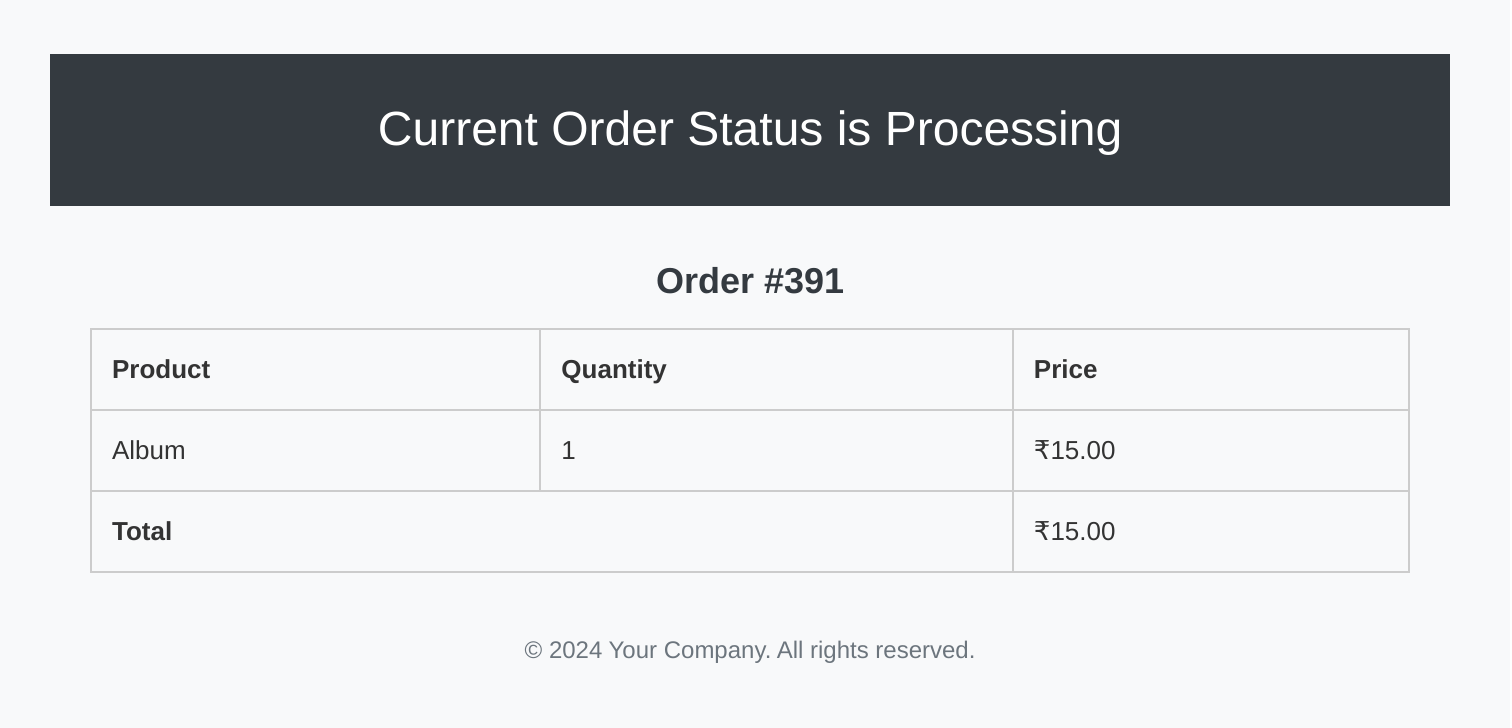 Current Order Status is Processing
Order #391
Product Quantity Price
Album 1 ₹15.00
Total ₹15.00
© 2024 Your Company. All rights reserved.